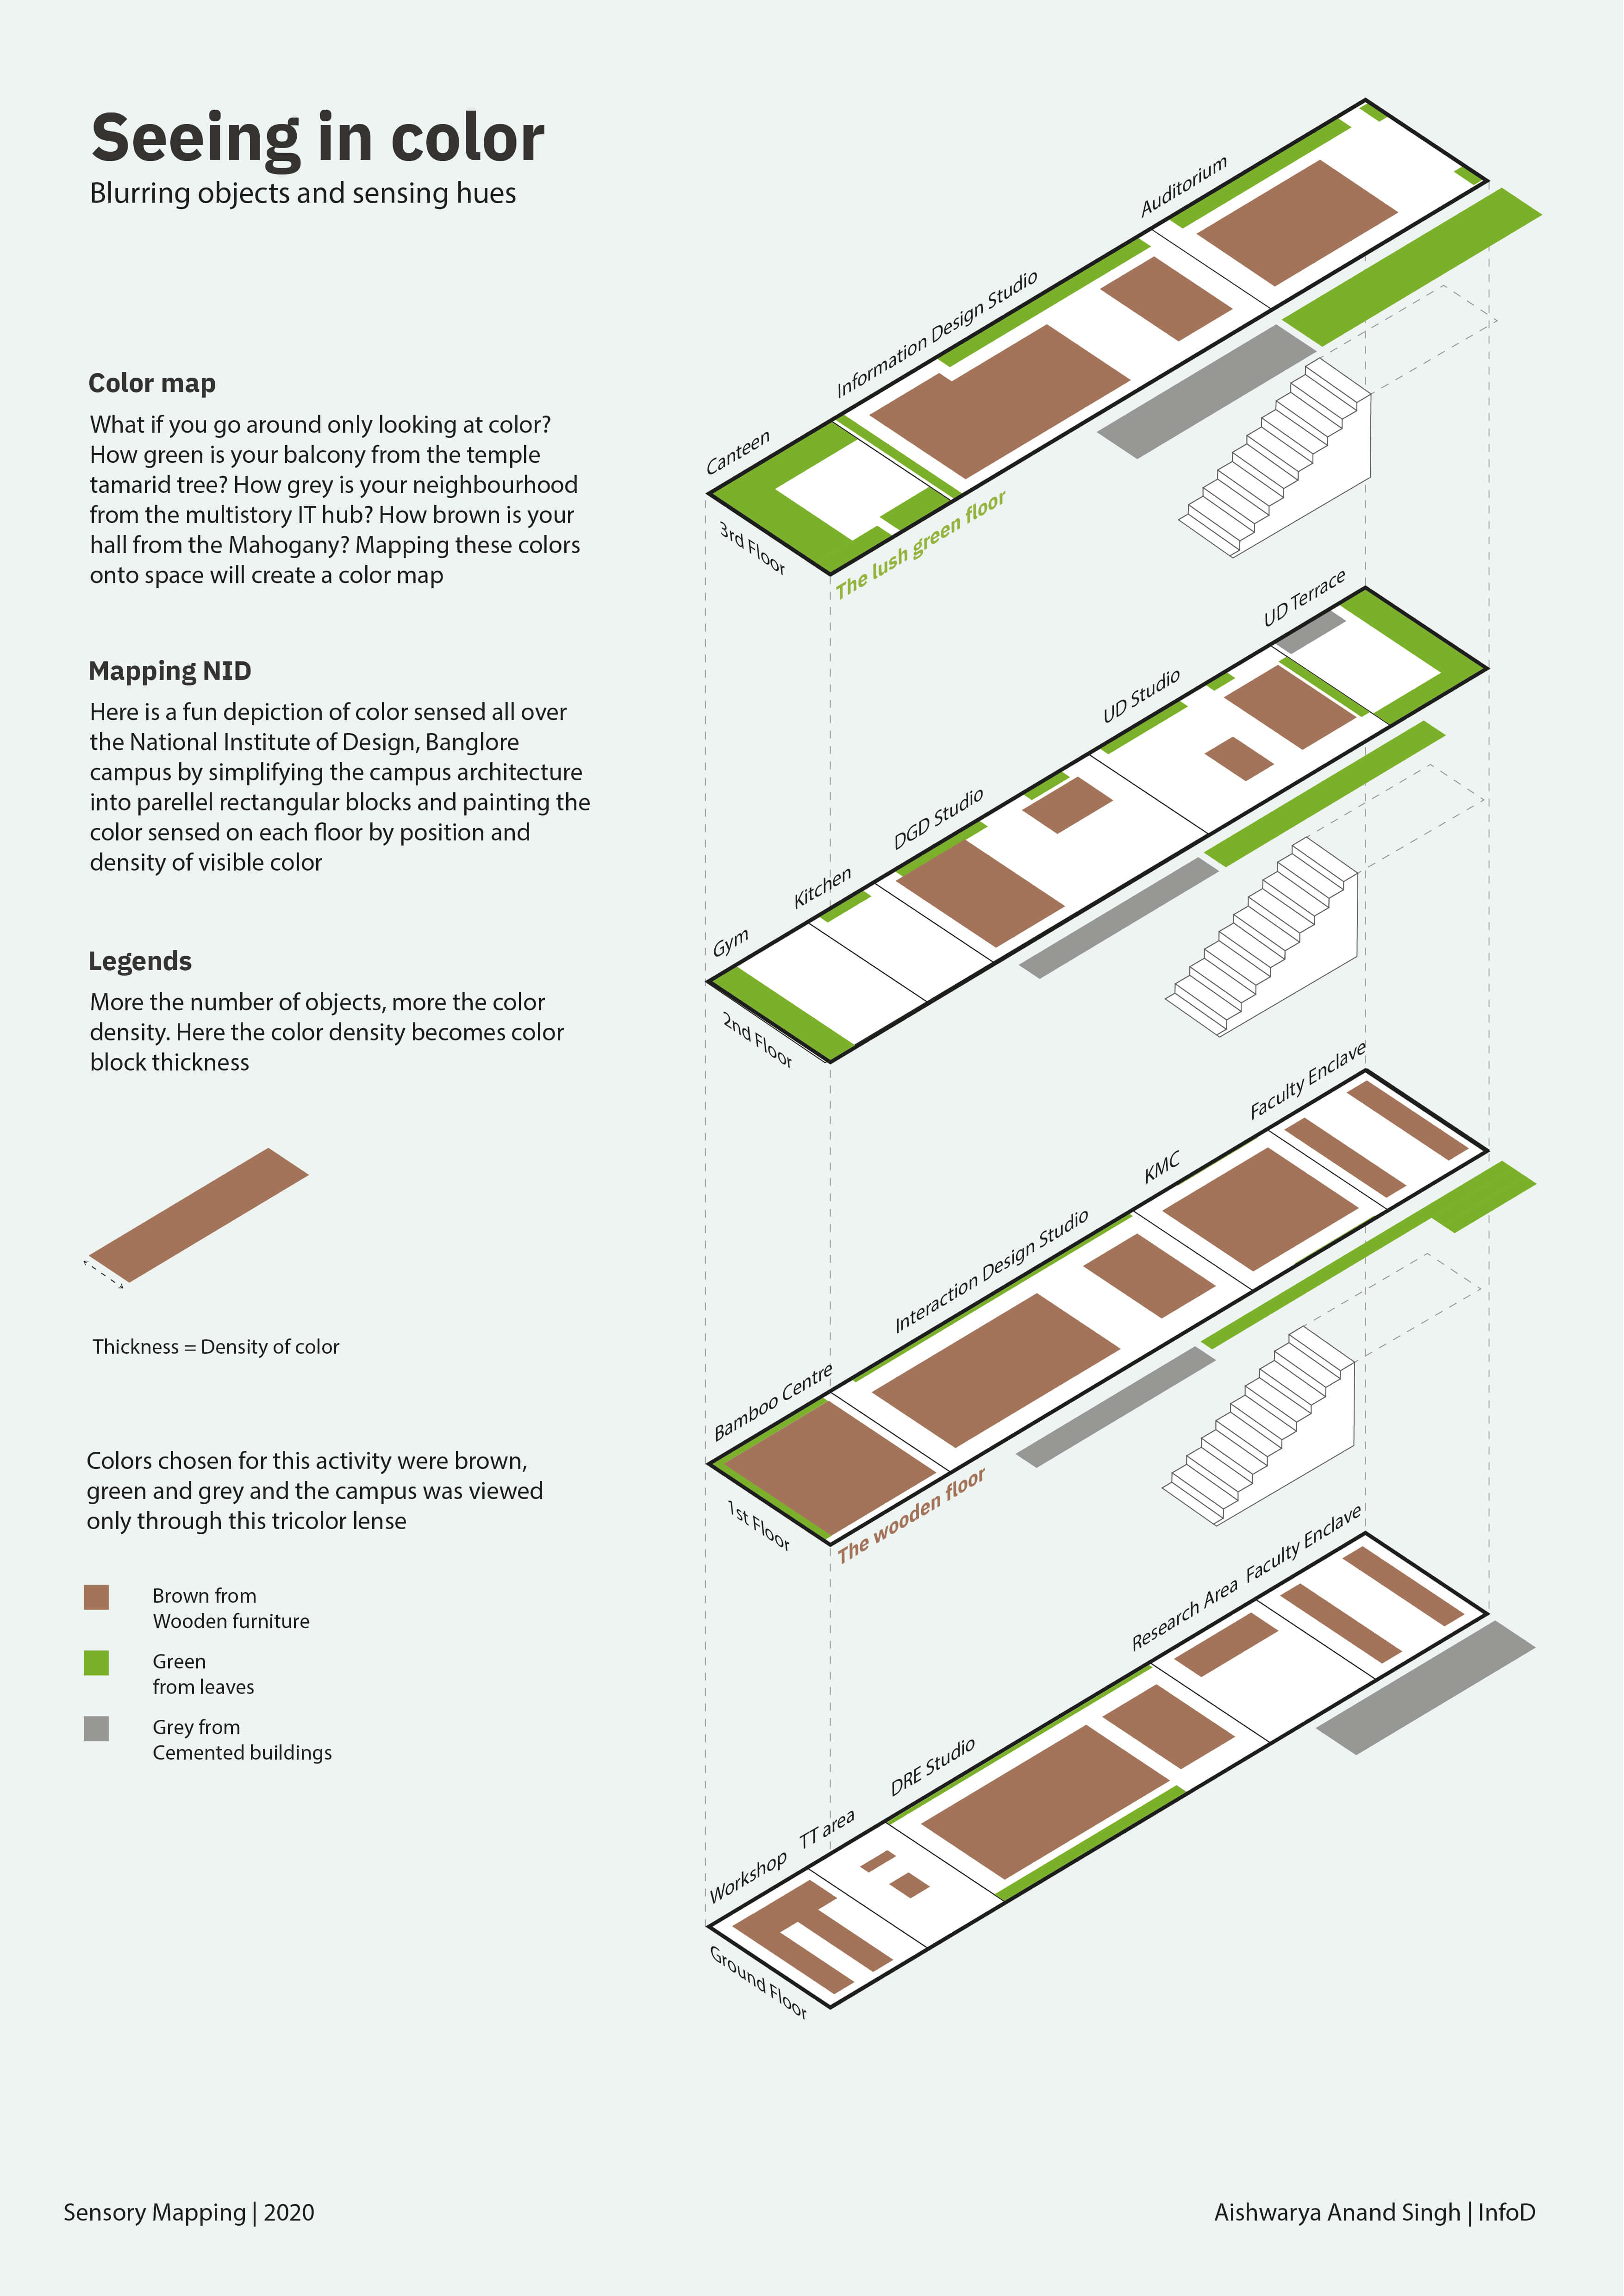 Seeing in color
Blurring objects and sensing hues
Color map
What if you go around only looking at color?
How green is your balcony from the temple
tamarid tree? How grey is your neighbourhood
from the multistory IT hub? How brown is your
hall from the Mahogany? Mapping these colors
onto space will create a color map
Mapping NID
Here is a fun depiction of color sensed all over
the National Institute of Design, Banglore
campus by simplifying the campus architecture
into parellel rectangular blocks and painting the
color sensed on each floor by position and
density of visible color
Legends
More the number of objects, more the color
density. Here the color density becomes color
block thickness
Thickness = Density of color
Colors chosen for this activity were brown,
green and grey and the campus was viewed
only through this tricolor lense
Brown from
Wooden furniture
Green
from leaves
Grey from
Cemented buildings
Canteen
Information Design Studio
Auditorium
3rd Floor
The lush green floor
Gym
Kitchen
DGD Studio
UD Studio
UD Terrace
2nd Floor
Bamboo Centre
Interaction Design Studio
KMC
Faculty Enclave
1st Floor
The wooden floor
Workshop
TT area
DRE Studio
Research Area
Faculty Enclave
Ground Floor
Sensory Mapping | 2020
Aishwarya Anand Singh | InfoD